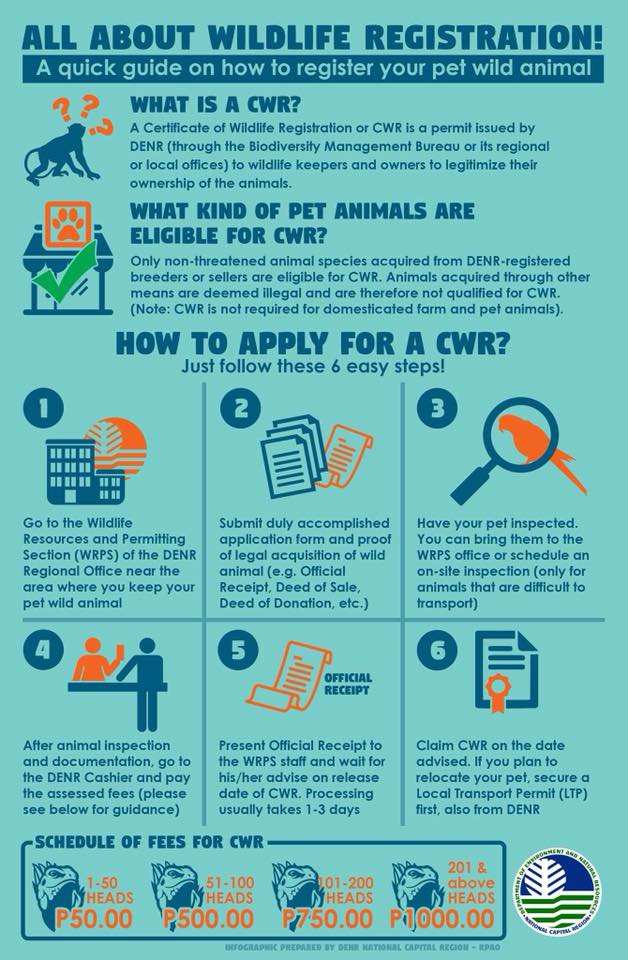 ALL ABOUT WILDLIFE REGISTRATION!
A quick guide on how to register your pet wild animal
???
WHAT IS A CWR?
A Certificate of Wildlife Registration or CWR is a permit issued by
DENR (through the Biodiversity Management Bureau or its regional
or local offices) to wildlife keepers and owners to legitimize their
ownership of the animals.
WHAT KIND OF PET ANIMALS ARE
ELIGIBLE FOR CWR?
Only non-threatened animal species acquired from DENR-registered
breeders or sellers are eligible for CWR. Animals acquired through other
means are deemed illegal and are therefore not qualified for CWR.
(Note: CWR is not required for domesticated farm and pet animals).
HOW TO APPLY FOR A CWR?
Just follow these 6 easy steps!
1
Go to the Wildlife
Resources and Permitting
Section (WRPS) of the DENR
Regional Office near the
area where you keep your
pet wild animal
2
Submit duly accomplished
application form and proof
of legal acquisition of wild
animal (e.g. Official
Receipt, Deed of Sale,
Deed of Donation, etc.)
3
Have your pet inspected.
You can bring them to the
WRPS office or schedule an
on-site inspection (only for
animals that are difficult to
transport)
4
After animal inspection
and documentation, go to
the DENR Cashier and pay
the assessed fees (please
see below for guidance)
5
OFFICIAL
RECEIPT
Present Official Receipt to
the WRPS staff and wait for
his/her advise on release
date of CWR. Processing
usually takes 1-3 days
6
Claim CWR on the date
advised. If you plan to
relocate your pet, secure a
Local Transport Permit (LTP)
first, also from DENR
SCHEDULE OF FEES FOR CWR
1-50
HEADS
P50.00
51-100
HEADS
P500.00
101-200
HEADS
P750.00
201 &
above
HEADS
P1000.00
DEPARTMENT OF ENVIRONMENT AND NATURAL RESOURCES
NATIONAL CAPITAL REGION
INFOGRAPHIC PREPARED BY DENR NATIONAL CAPITAL REGION - RPAO